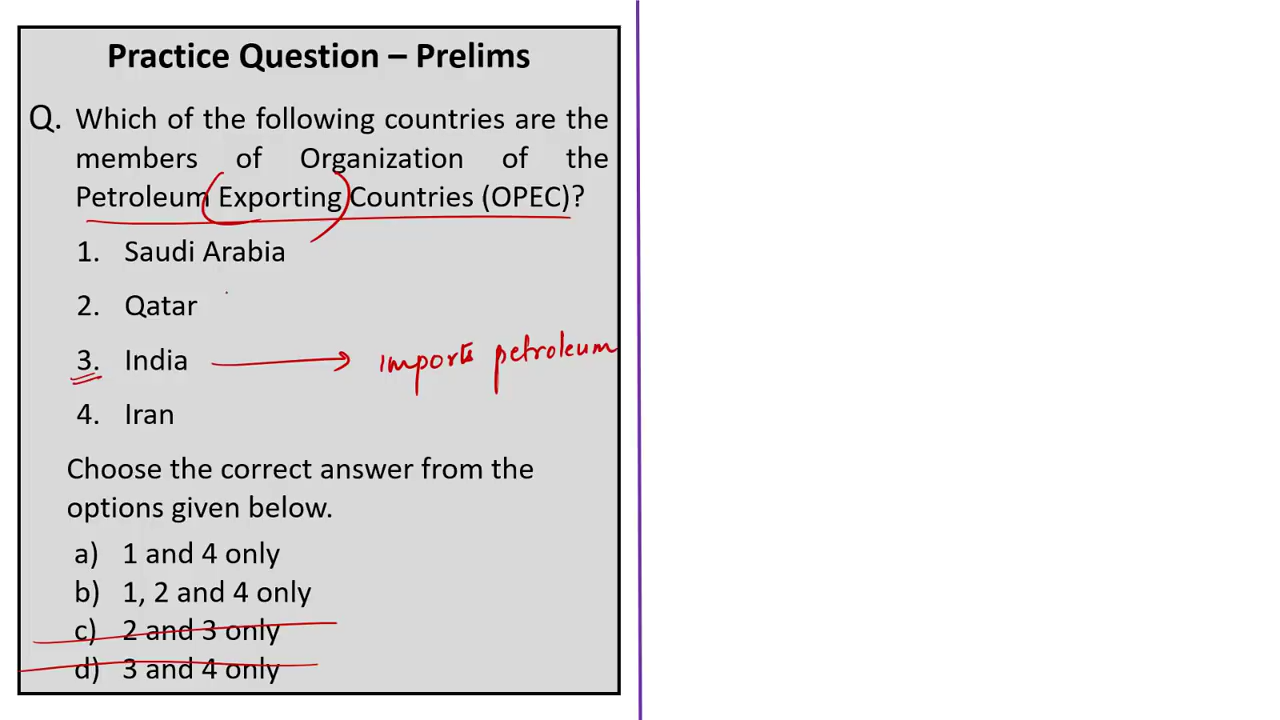 Practice Question – Prelims
Q. Which of the following countries are the
members of Organization of the
Petroleum Exporting Countries (OPEC)?
1. Saudi Arabia
2. Qatar
3. India → imports petroleum
4. Iran
Choose the correct answer from the
options given below.
a) 1 and 4 only
b) 1, 2 and 4 only
c) 2 and 3 only
d) 3 and 4 only